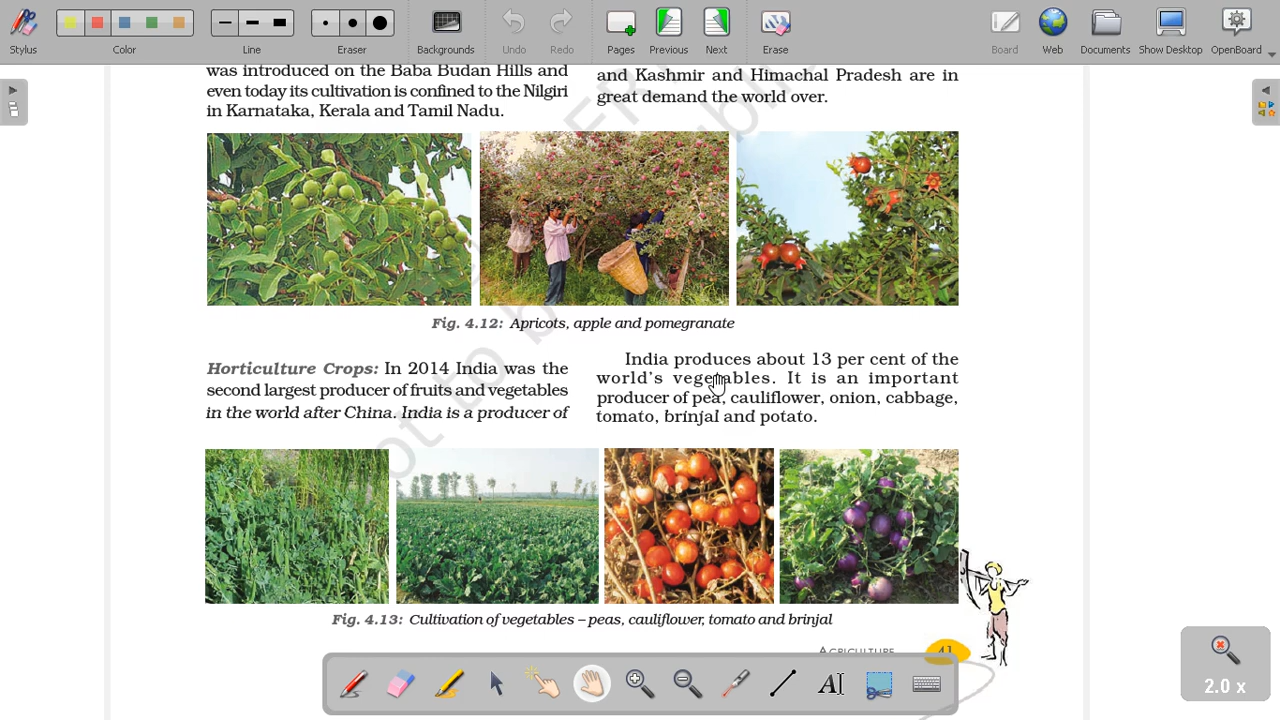 Stylus
Color
Line
Eraser
Backgrounds
Undo
Redo
Pages
Previous
Next
Erase
Board
Web
Documents
Show Desktop
OpenBoard
was introduced on the Baba Budan Hills and
even today its cultivation is confined to the Nilgiri
in Karnataka, Kerala and Tamil Nadu.
and Kashmir and Himachal Pradesh are in
great demand the world over.
Fig. 4.12: Apricots, apple and pomegranate
Horticulture Crops: In 2014 India was the
second largest producer of fruits and vegetables
in the world after China. India is a producer of
India produces about 13 per cent of the
world's vegetables. It is an important
producer of pea, cauliflower, onion, cabbage,
tomato, brinjal and potato.
Fig. 4.13: Cultivation of vegetables – peas, cauliflower, tomato and brinjal
AGRICULTURE 41
AI
2.0 x